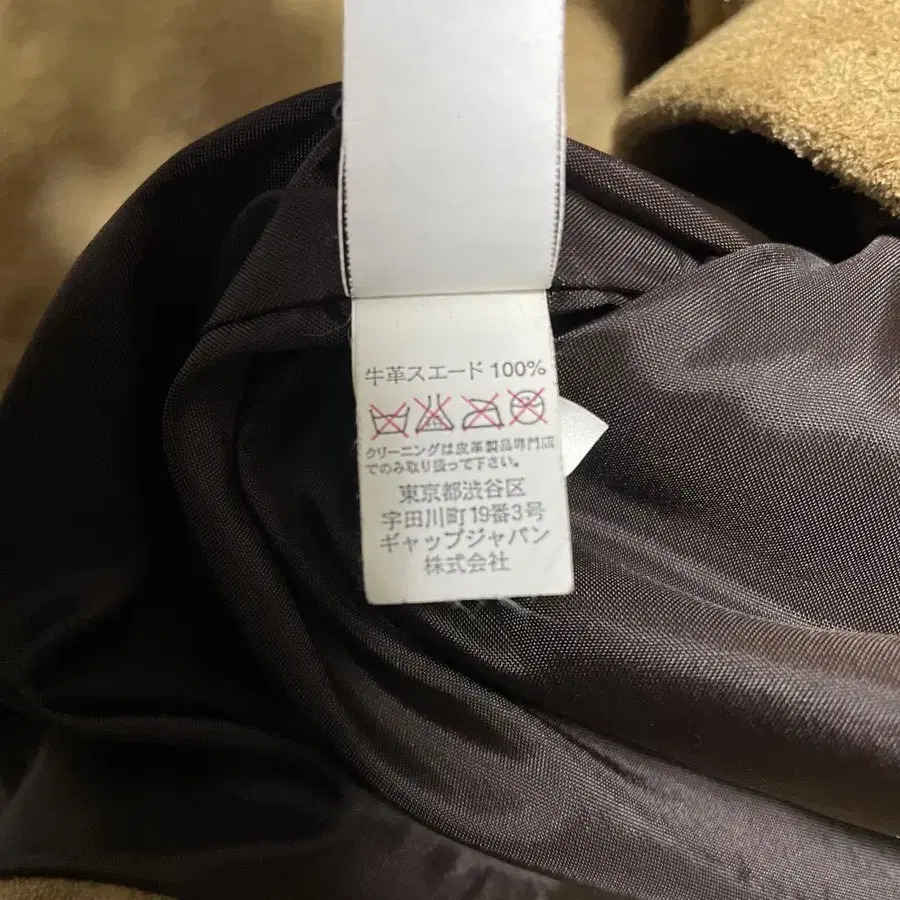 牛革スエード 100%
クリーニングは皮革製品専門店
でのみ取り扱って下さい。
東京都渋谷区
宇田川町19番3号
ギャップジャパン
株式会社